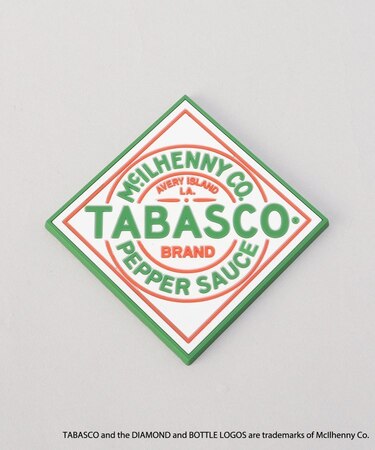 McILHENNY CO.
AVERY ISLAND
LA.
TABASCO®
BRAND
PEPPER SAUCE
TABASCO and the DIAMOND and BOTTLE LOGOS are trademarks of McIlhenny Co.